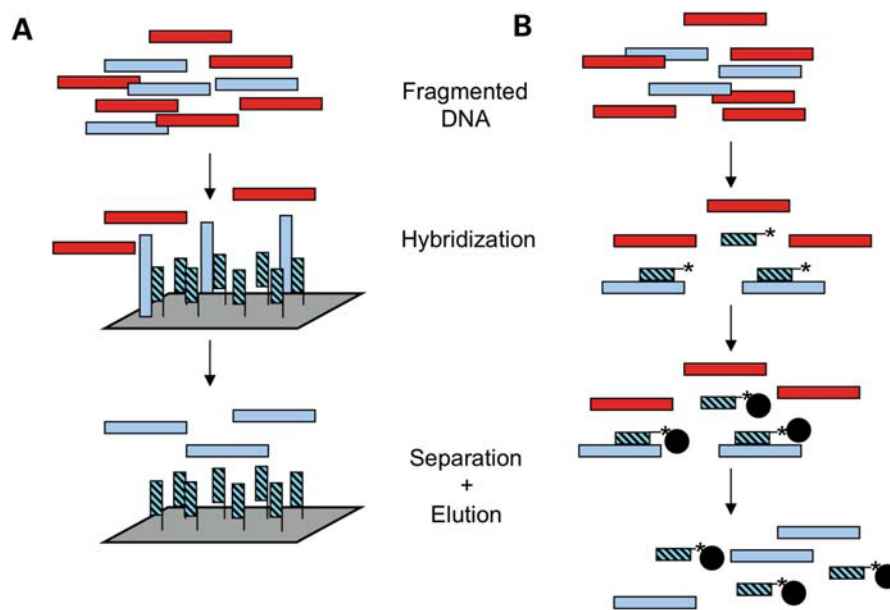 A
B
Fragmented
DNA
Hybridization
*
*
*
*
*
*
Separation
+
Elution
*
*
*